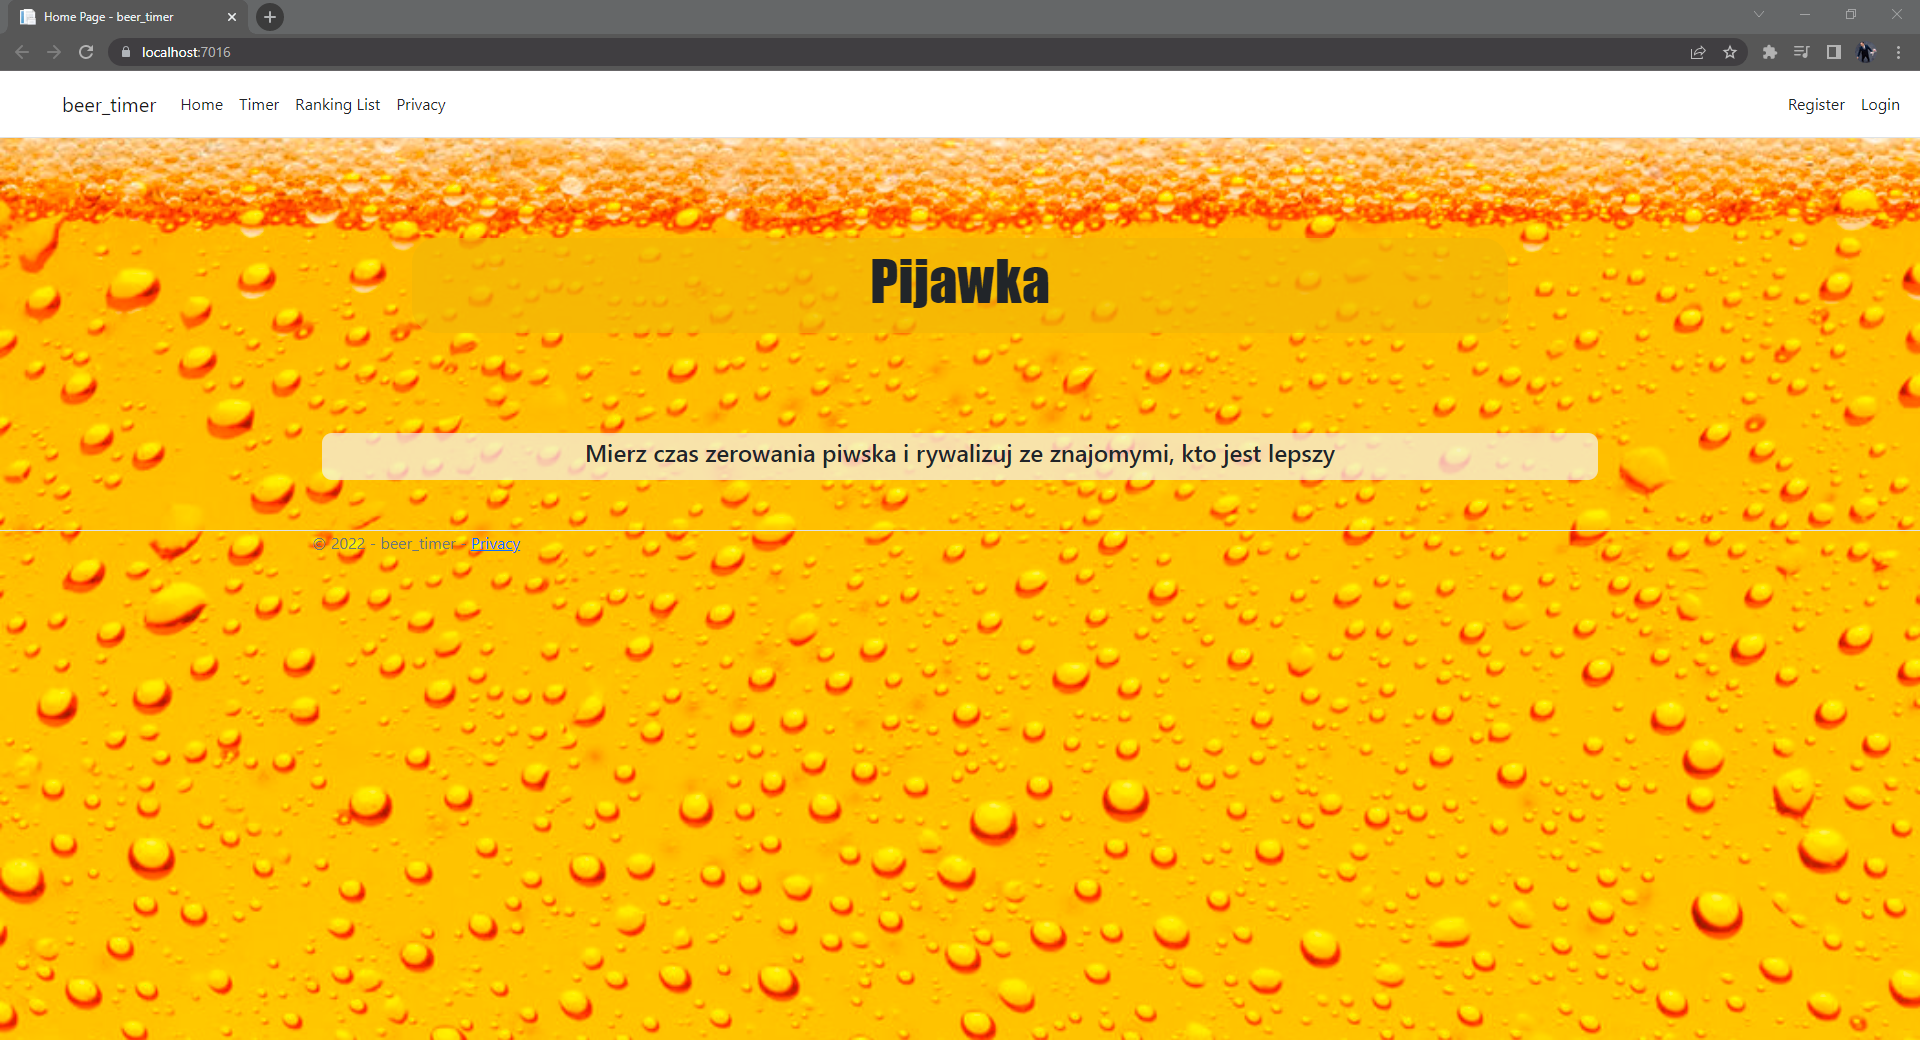 Home Page - beer_timer
localhost:7016
beer_timer Home Timer Ranking List Privacy Register Login
Pijawka
Mierz czas zerowania piwska i rywalizuj ze znajomymi, kto jest lepszy
© 2022 - beer_timer - Privacy